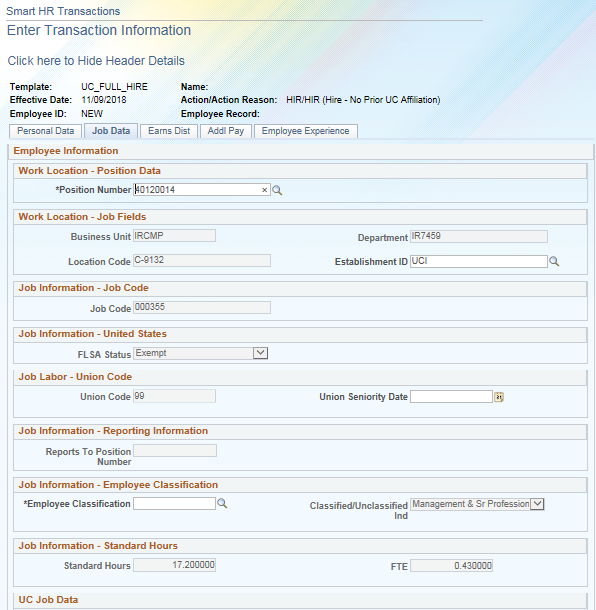 Smart HR Transactions
Enter Transaction Information
Click here to Hide Header Details
Template: UC_FULL_HIRE Name:
Effective Date: 11/09/2018 Action/Action Reason: HIR/HIR (Hire - No Prior UC Affiliation)
Employee ID: NEW Employee Record:
Personal Data Job Data Earns Dist Addl Pay Employee Experience
Employee Information
Work Location - Position Data
*Position Number 40120014 ×
Work Location - Job Fields
Business Unit IRCMP Department IR7459
Location Code C-9132 Establishment ID UCI
Job Information - Job Code
Job Code 000355
Job Information - United States
FLSA Status Exempt
Job Labor - Union Code
Union Code 99 Union Seniority Date
Job Information - Reporting Information
Reports To Position
Number
Job Information - Employee Classification
*Employee Classification Classified/Unclassified Management & Sr Profession
Ind
Job Information - Standard Hours
Standard Hours 17.200000 FTE 0.430000
UC Job Data